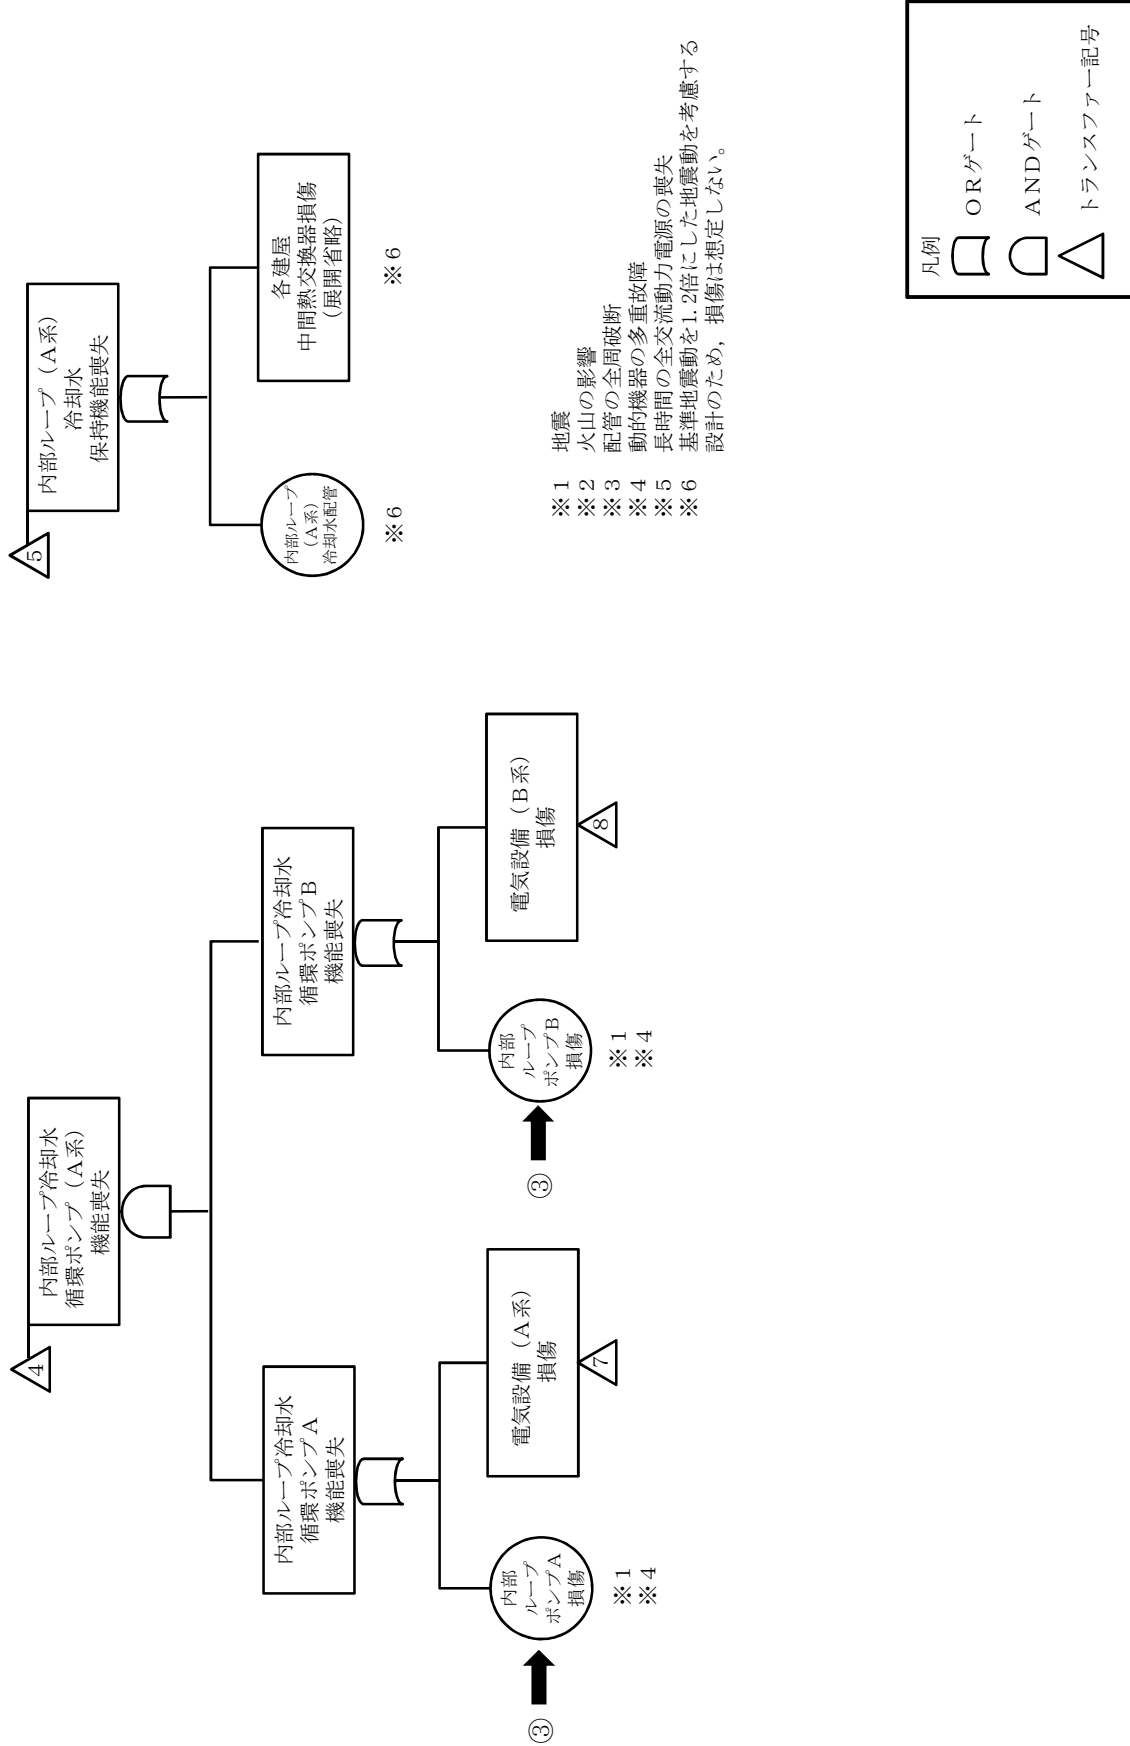 4
内部ループ冷却水
循環ポンプ（A系）
機能喪失
内部ループ冷却水
循環ポンプA
機能喪失
内部ループ冷却水
循環ポンプB
機能喪失
③
内部
ループ
ポンプA
損傷
※1
※4
電気設備（A系）
損傷
7
③
内部
ループ
ポンプB
損傷
※1
※4
電気設備（B系）
損傷
8
5
内部ループ（A系）
冷却水
保持機能喪失
内部ループ
（A系）
冷却水配管
※6
各建屋
中間熱交換器損傷
（展開省略）
※6
※1 地震
※2 火山の影響
※3 配管の全周破断
※4 動的機器の多重故障
※5 長時間の全交流動力電源の喪失
※6 基準地震動を1.2倍にした地震動を考慮する
設計のため，損傷は想定しない。
凡例
ORゲート
ANDゲート
トランスファー記号